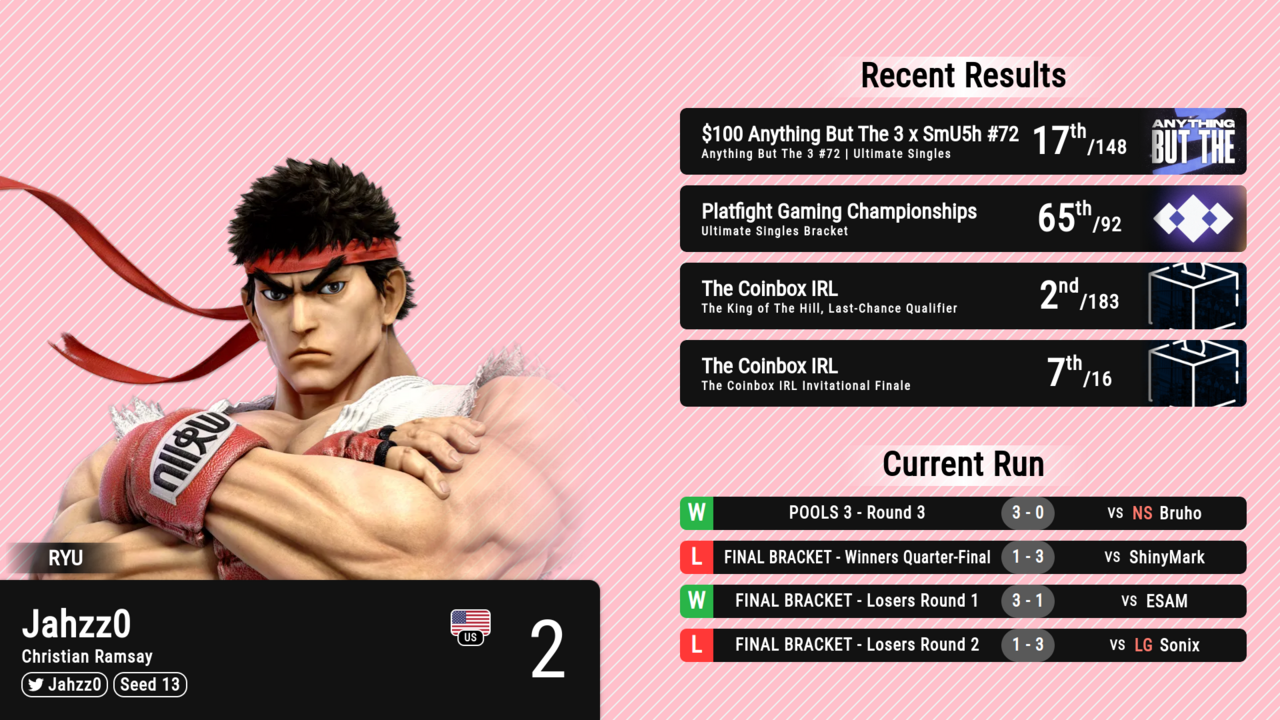 Recent Results
$100 Anything But The 3 x SmU5h #72
Anything But The 3 #72 | Ultimate Singles
17th/148
ANYTHING
BUT THE
Platfight Gaming Championships
Ultimate Singles Bracket
65th/92
The Coinbox IRL
The King of The Hill, Last-Chance Qualifier
2nd/183
The Coinbox IRL
The Coinbox IRL Invitational Finale
7th/16
Current Run
W POOLS 3 - Round 3 3 - 0 VS NS Bruho
L FINAL BRACKET - Winners Quarter-Final 1 - 3 VS ShinyMark
W FINAL BRACKET - Losers Round 1 3 - 1 VS ESAM
L FINAL BRACKET - Losers Round 2 1 - 3 VS LG Sonix
RYU
Jahzz0
Christian Ramsay
Jahzz0 Seed 13
US
2